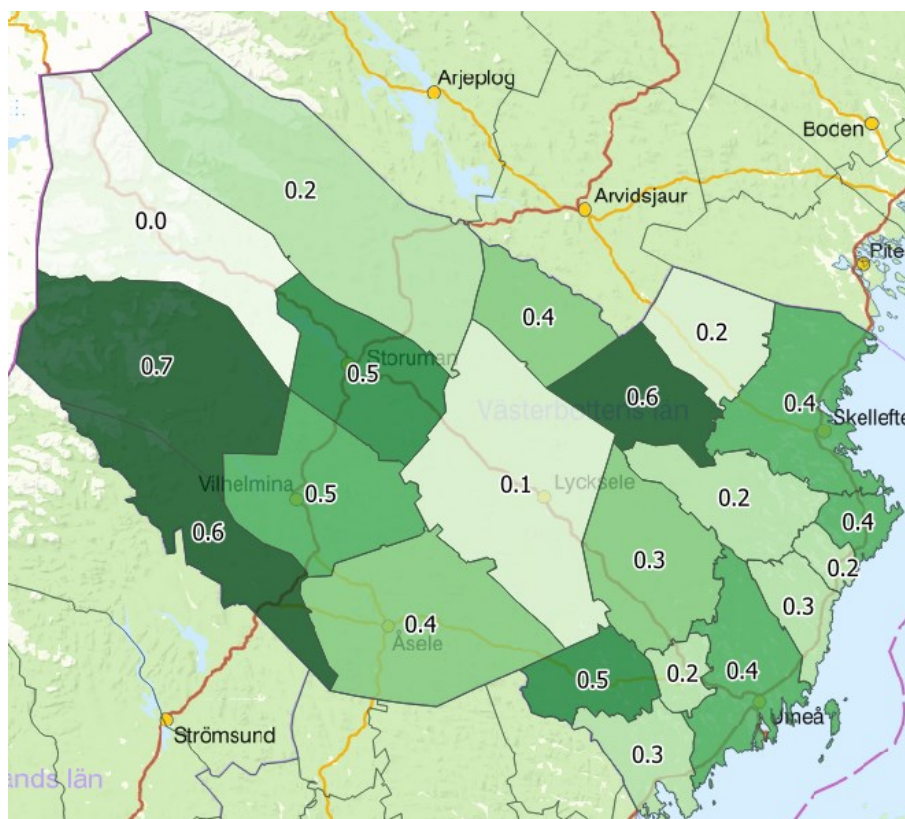 Arjeplog
Boden
0.2
Arvidsjaur
0.0
Pite
0.4
0.2
0.7
Storuman
0.5
0.6
0.4
Västerbottens län
Skellefte
Vilhelmina
0.5
0.1
Lycksele
0.2
0.4
0.6
0.3
0.2
0.3
0.4
Åsele
0.2
0.4
0.5
Umeå
Strömsund
0.3
ands län